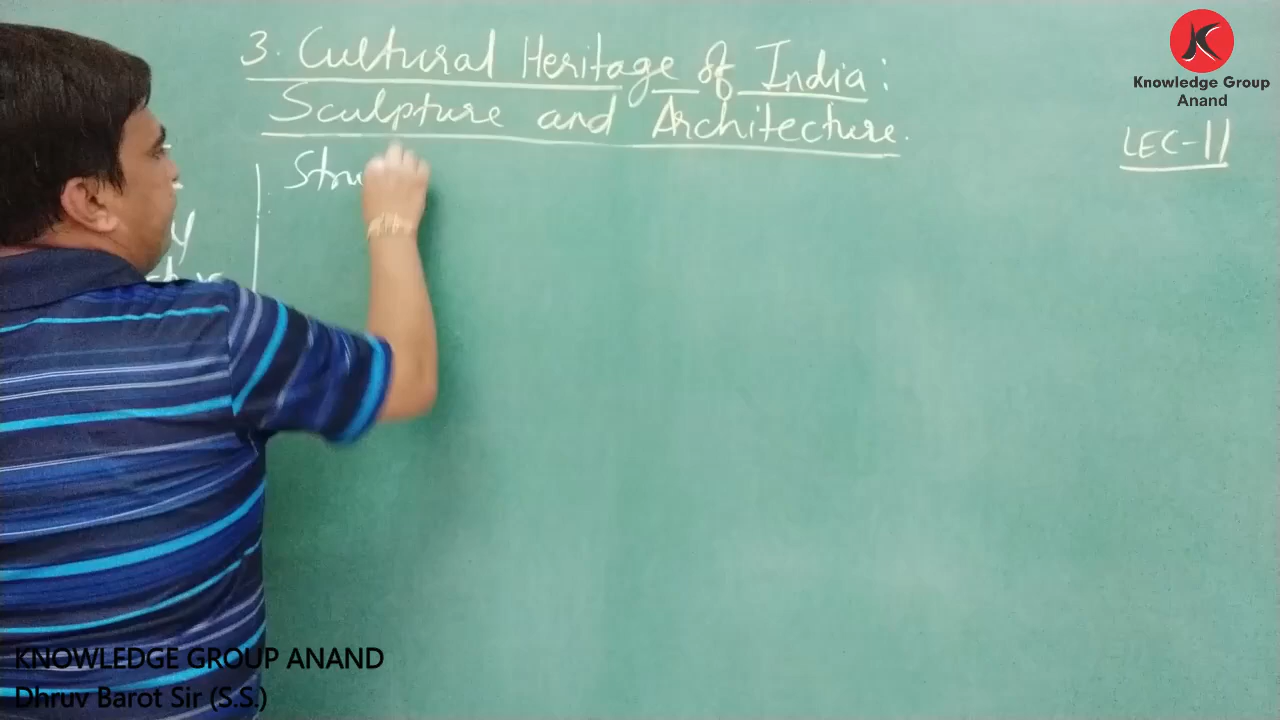 3. Cultural Heritage of India:
Sculpture and Architecture.
Knowledge Group
Anand
LEC-11
Stru
KNOWLEDGE GROUP ANAND
Dhruv Barot Sir (S.S.)